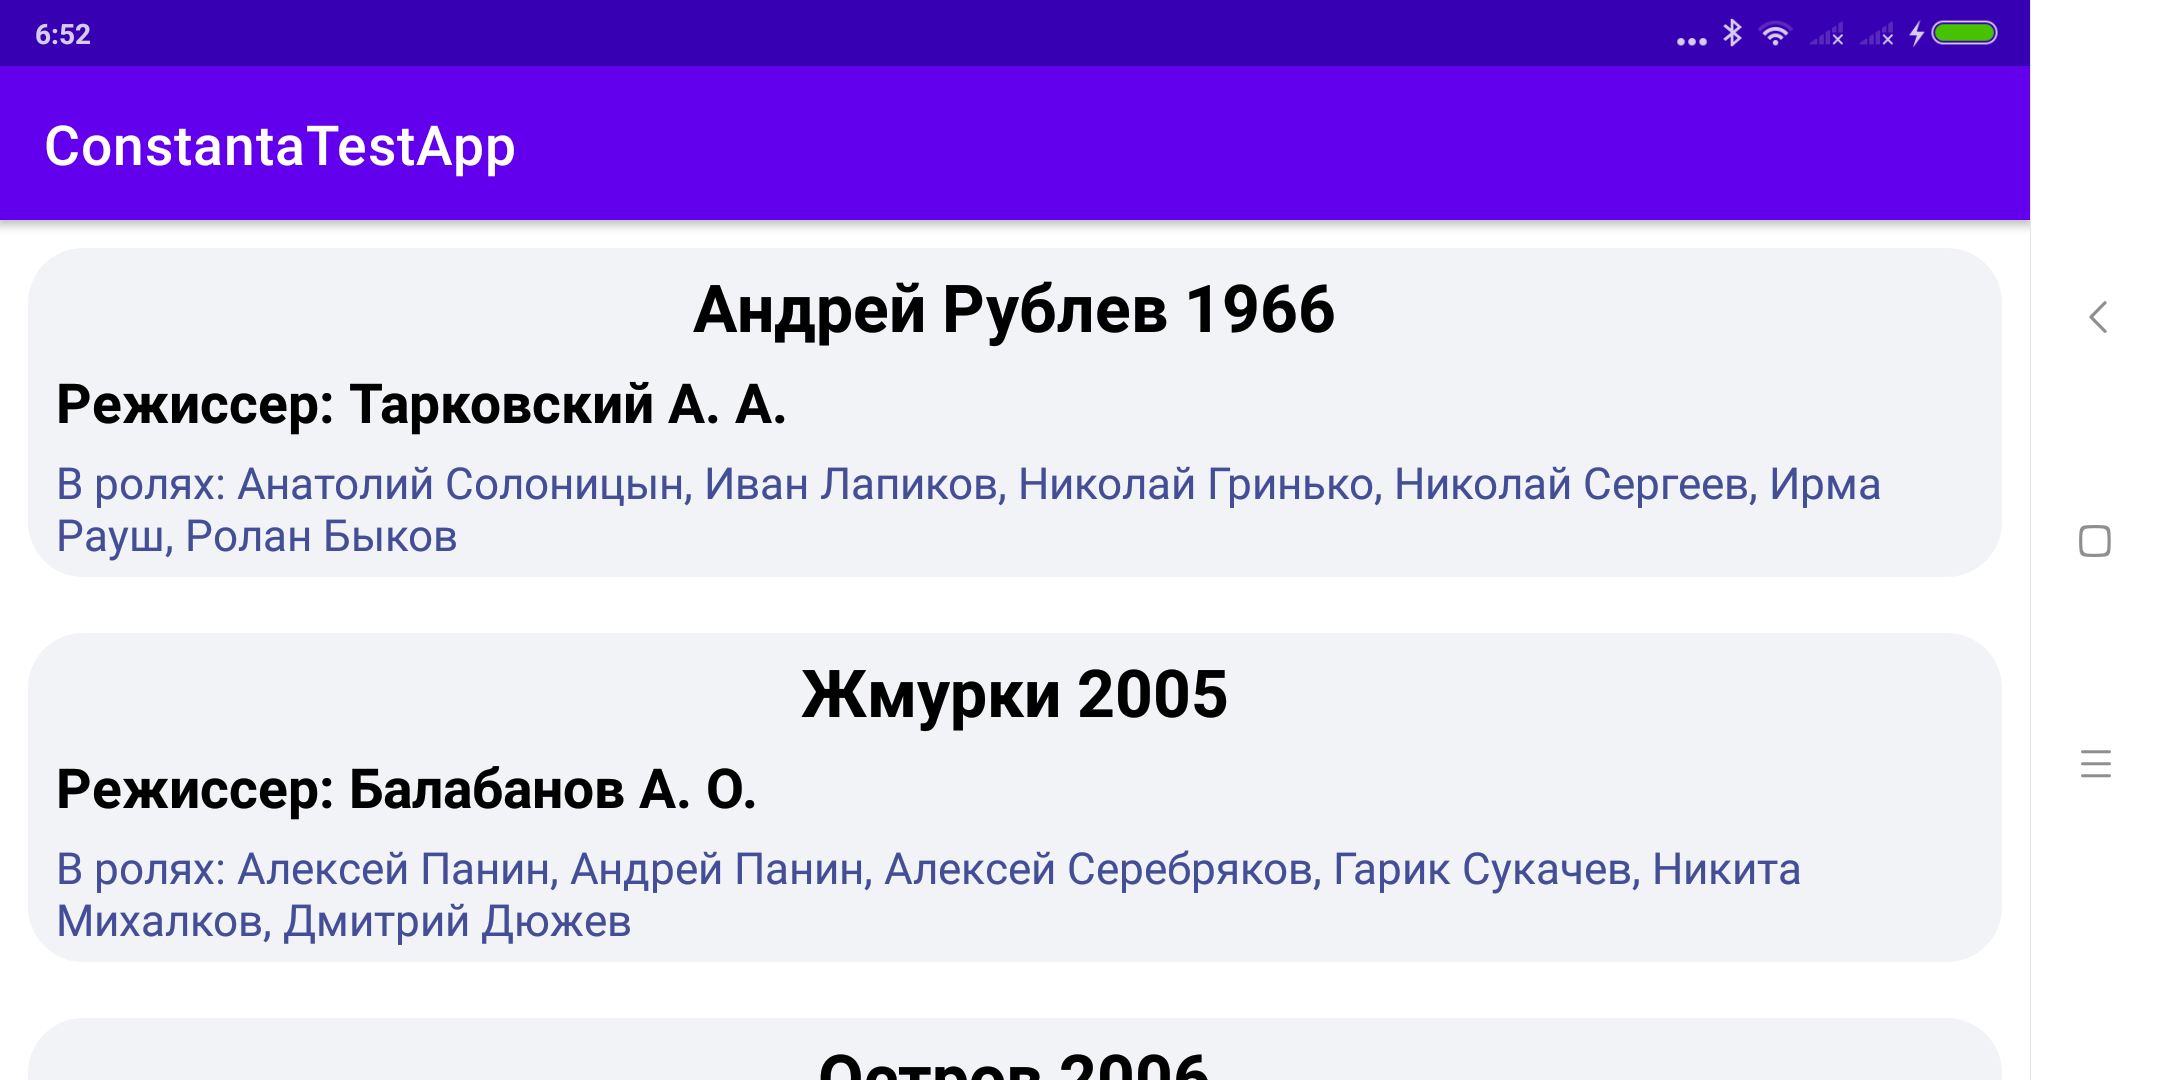 6:52
ConstantaTestApp
Андрей Рублев 1966
Режиссер: Тарковский А. А.
В ролях: Анатолий Солоницын, Иван Лапиков, Николай Гринько, Николай Сергеев, Ирма
Рауш, Ролан Быков
Жмурки 2005
Режиссер: Балабанов А. О.
В ролях: Алексей Панин, Андрей Панин, Алексей Серебряков, Гарик Сукачев, Никита
Михалков, Дмитрий Дюжев
Остров 2006